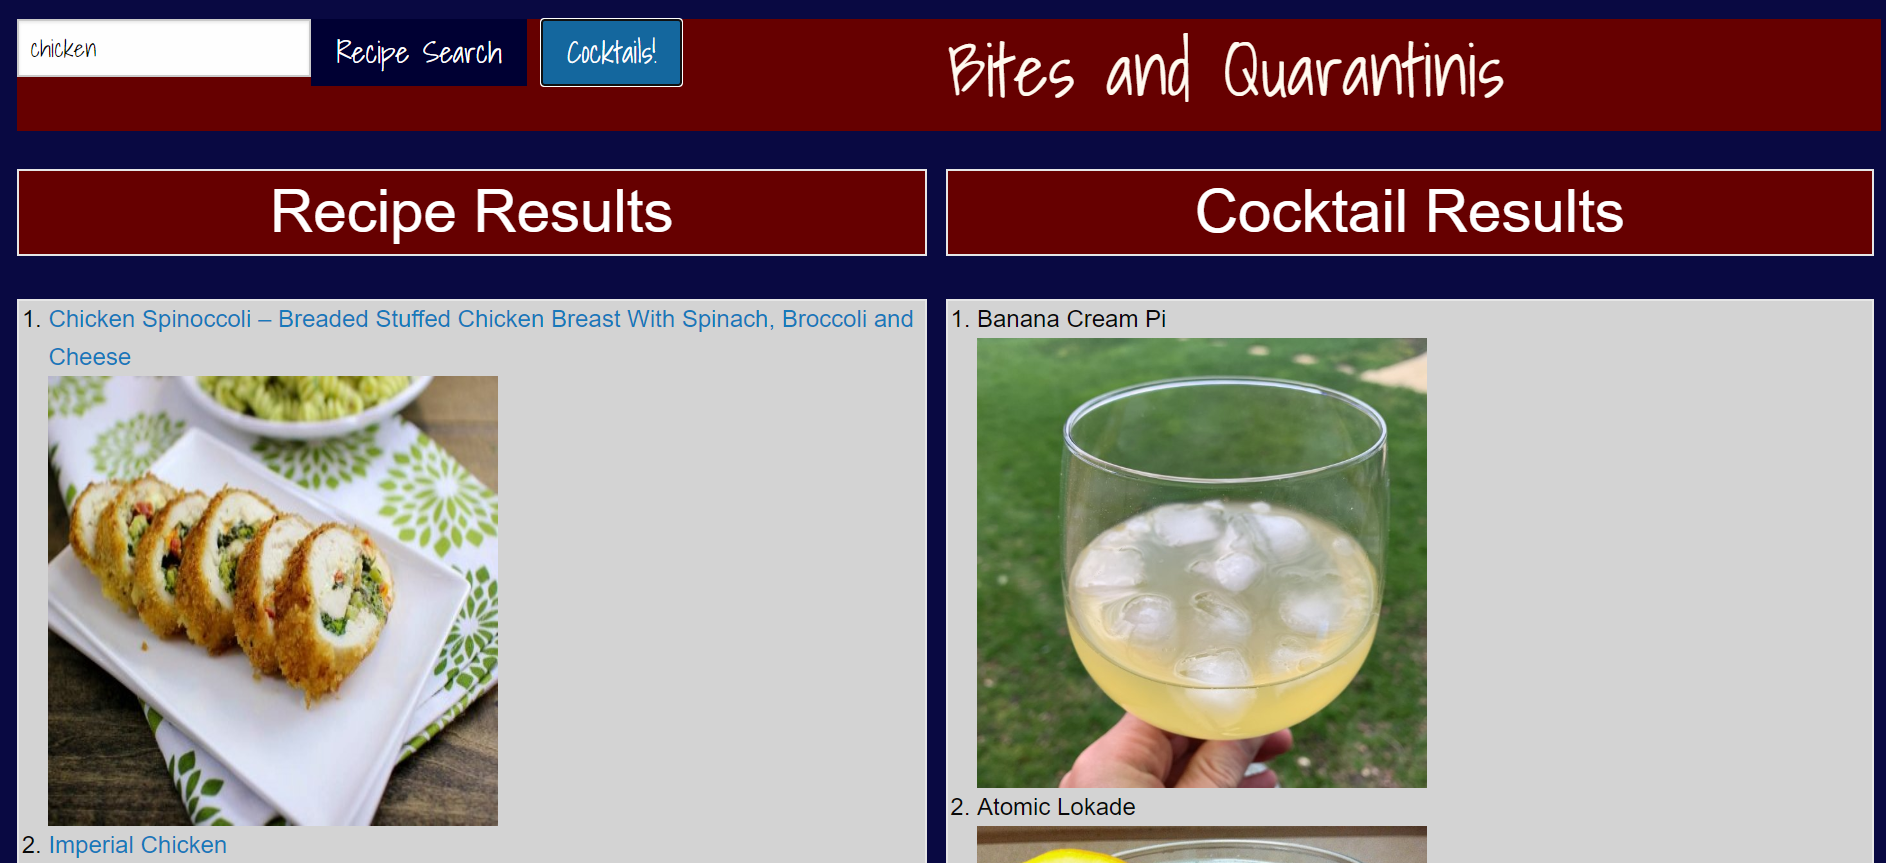 chicken
Recipe Search
Cocktails!
Bites and Quarantinis
Recipe Results
Cocktail Results
1. Chicken Spinoccoli – Breaded Stuffed Chicken Breast With Spinach, Broccoli and
Cheese
2. Imperial Chicken
1. Banana Cream Pi
2. Atomic Lokade